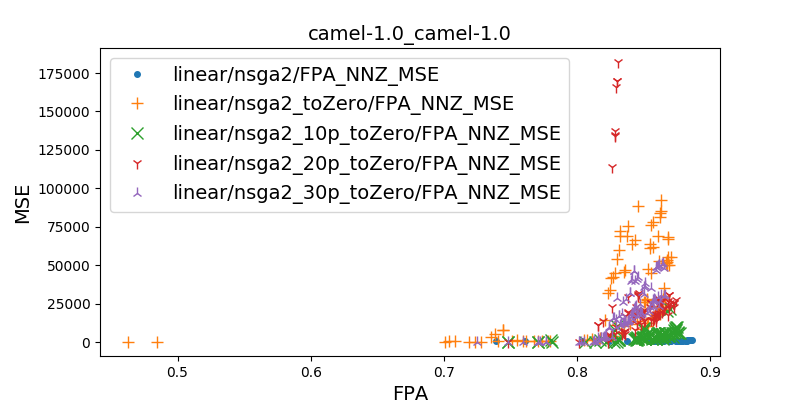 camel-1.0_camel-1.0
linear/nsga2/FPA_NNZ_MSE
linear/nsga2_toZero/FPA_NNZ_MSE
linear/nsga2_10p_toZero/FPA_NNZ_MSE
linear/nsga2_20p_toZero/FPA_NNZ_MSE
linear/nsga2_30p_toZero/FPA_NNZ_MSE
MSE
175000
150000
125000
100000
75000
50000
25000
0
0.5 0.6 0.7 0.8 0.9
FPA